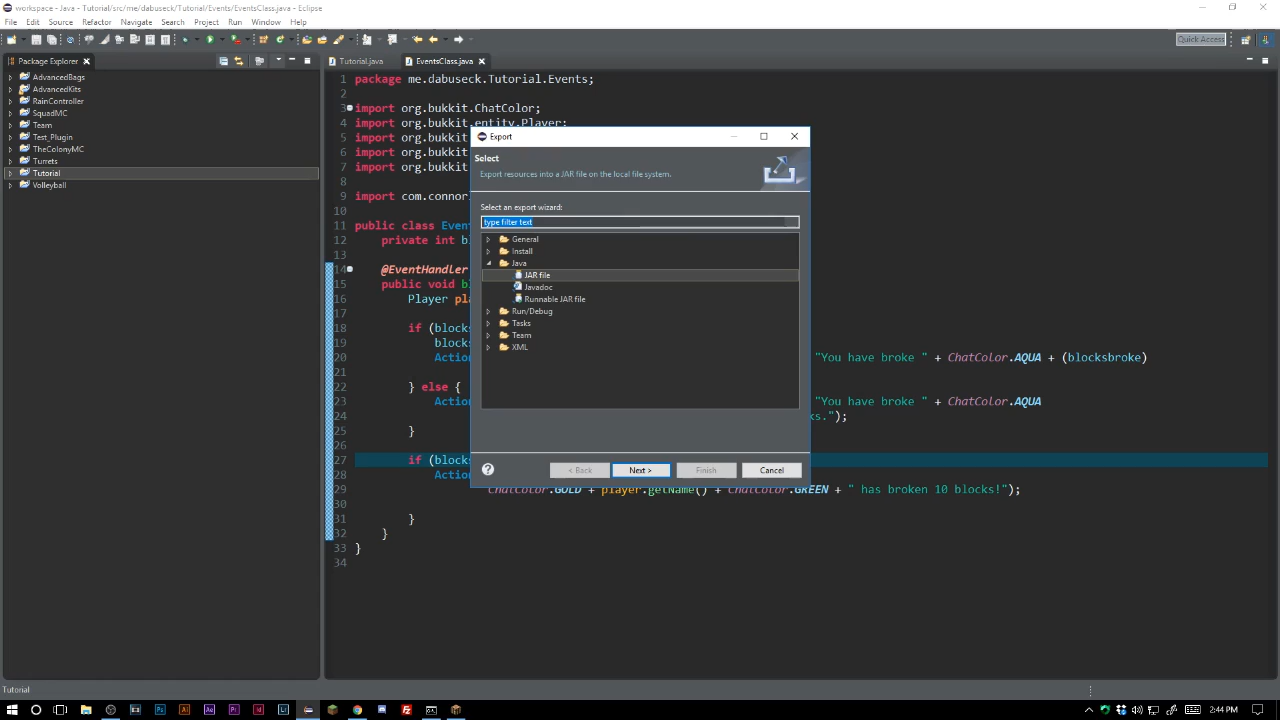 workspace - Java - Tutorial/src/me/dabuseck/Tutorial/Events/EventsClass.java - Eclipse
File Edit Source Refactor Navigate Search Project Run Window Help
Quick Access
Package Explorer
Tutorial.java
EventsClass.java
AdvancedBags
AdvancedKits
RainController
SquadMC
Team
Test_Plugin
TheColonyMC
Turrets
Tutorial
Volleyball
1 package me.dabuseck.Tutorial.Events;
2
3 import org.bukkit.ChatColor;
4 import org.bukkit.entity.Player;
5 import org.bukkit
6 import org.bukkit
7 import org.bukkit
8
9 import com.connor
10
11 public class Even
12 private int bl
13
14 @EventHandler
15 public void bl
16 Player pla
17
18 if (blocks
19 blocks
20 Action "You have broke " + ChatColor.AQUA + (blocksbroke)
21
22 } else {
23 Action "You have broke " + ChatColor.AQUA
24 ks.");
25 }
26
27 if (blocks
28 Action
29 ChatColor.GOLD + player.getName() + ChatColor.GREEN + " has broken 10 blocks!");
30
31 }
32 }
33 }
34
Export
Select
Export resources into a JAR file on the local file system.
Select an export wizard:
type filter text
General
Install
Java
JAR file
Javadoc
Runnable JAR file
Run/Debug
Tasks
Team
XML
< Back
Next >
Finish
Cancel
Tutorial
2:44 PM